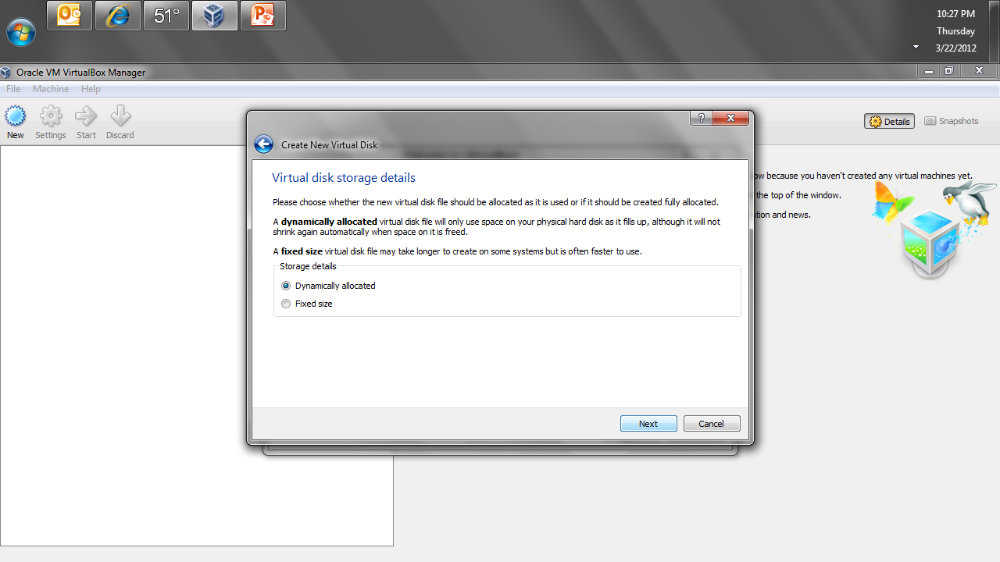 51°
10:27 PM
Thursday
3/22/2012
Oracle VM VirtualBox Manager
File Machine Help
New Settings Start Discard
Details Snapshots
Create New Virtual Disk
Virtual disk storage details
Please choose whether the new virtual disk file should be allocated as it is used or if it should be created fully allocated.
A dynamically allocated virtual disk file will only use space on your physical hard disk as it fills up, although it will not
shrink again automatically when space on it is freed.
A fixed size virtual disk file may take longer to create on some systems but is often faster to use.
Storage details
Dynamically allocated
Fixed size
Next Cancel
because you haven't created any virtual machines yet.
the top of the window.
and news.